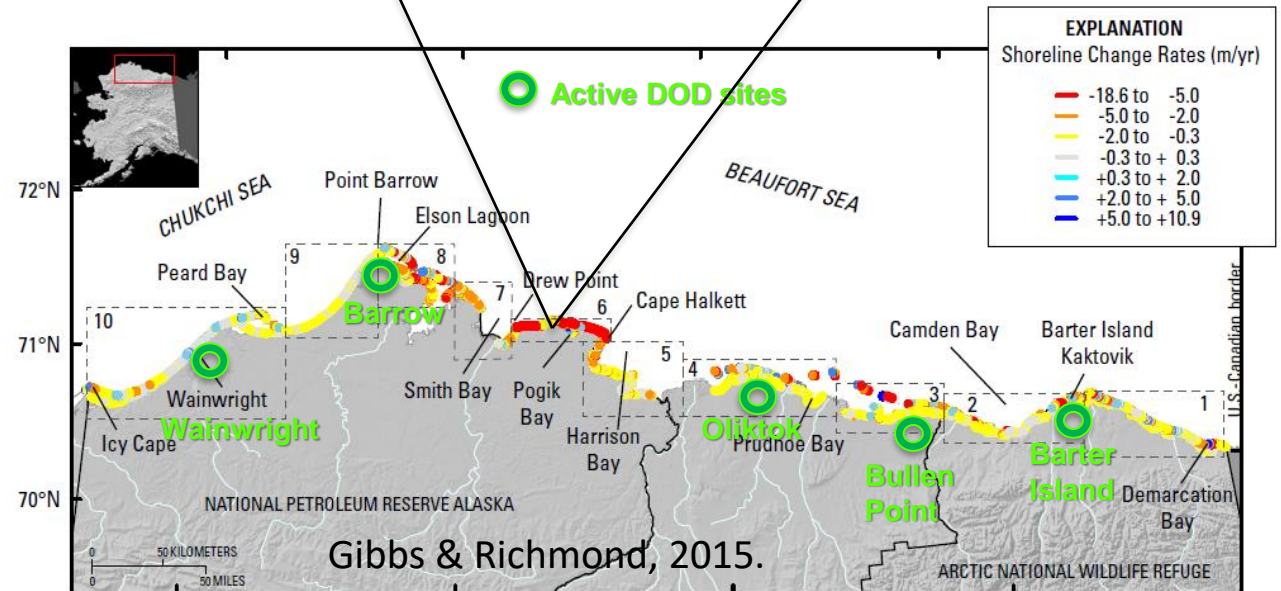 EXPLANATION
Shoreline Change Rates (m/yr)
-18.6 to -5.0
-5.0 to -2.0
-2.0 to -0.3
-0.3 to + 0.3
+0.3 to + 2.0
+2.0 to + 5.0
+5.0 to +10.9
Active DOD sites
72°N
71°N
70°N
CHUKCHI SEA
BEAUFORT SEA
Point Barrow
Elson Lagoon
Peard Bay
9
8
Barrow
10
7
Drew Point
6
Cape Halkett
5
Wainwright
Wainwright
Icy Cape
Smith Bay
Pogik
Bay
Harrison
Bay
4
Oliktok
Prudhoe Bay
3
Bullen
Point
Camden Bay
2
Barter Island
Kaktovik
1
Barter
Island
Demarcation
Bay
U.S.-Canadian border
NATIONAL PETROLEUM RESERVE ALASKA
ARCTIC NATIONAL WILDLIFE REFUGE
0 50 KILOMETERS
0 50 MILES
Gibbs & Richmond, 2015.